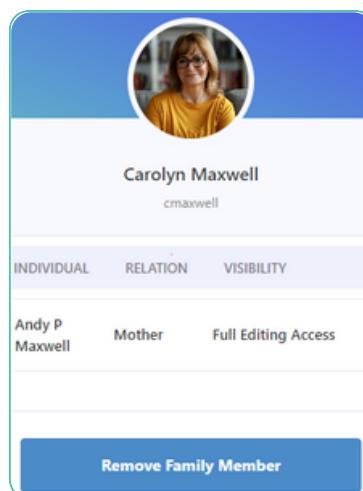 Carolyn Maxwell
cmaxwell
INDIVIDUAL RELATION VISIBILITY
Andy P
Maxwell Mother Full Editing Access
Remove Family Member